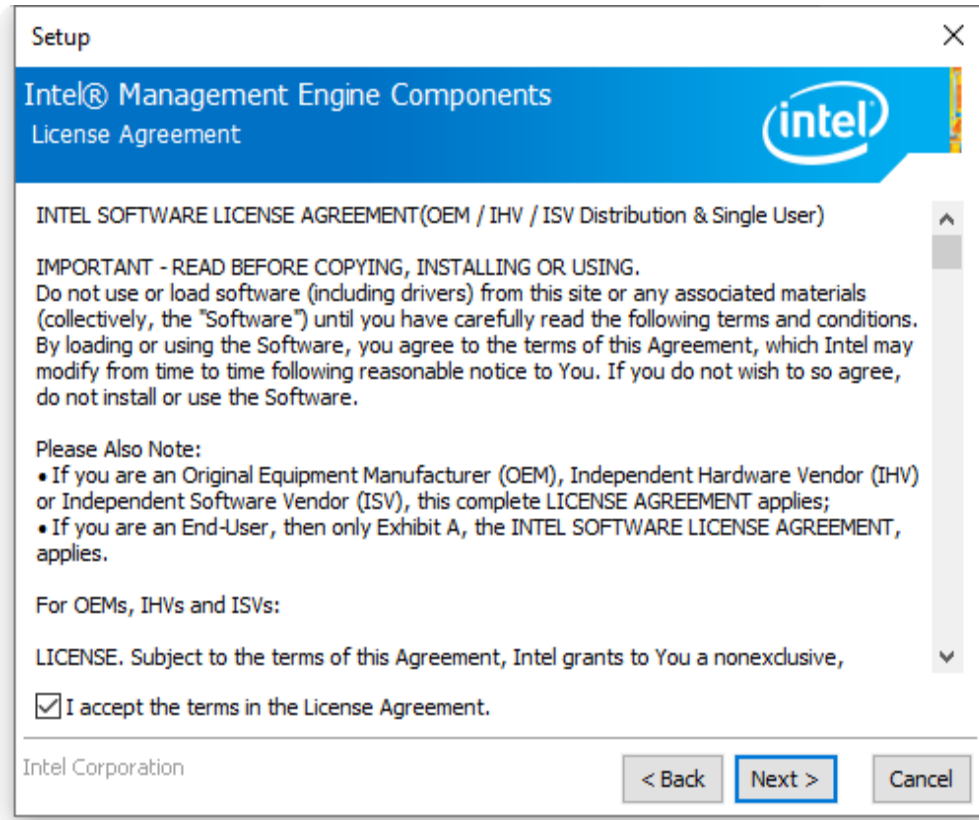 Setup
Intel® Management Engine Components
License Agreement
intel
INTEL SOFTWARE LICENSE AGREEMENT(OEM / IHV / ISV Distribution & Single User)
IMPORTANT - READ BEFORE COPYING, INSTALLING OR USING.
Do not use or load software (including drivers) from this site or any associated materials
(collectively, the "Software") until you have carefully read the following terms and conditions.
By loading or using the Software, you agree to the terms of this Agreement, which Intel may
modify from time to time following reasonable notice to You. If you do not wish to so agree,
do not install or use the Software.
Please Also Note:
• If you are an Original Equipment Manufacturer (OEM), Independent Hardware Vendor (IHV)
or Independent Software Vendor (ISV), this complete LICENSE AGREEMENT applies;
• If you are an End-User, then only Exhibit A, the INTEL SOFTWARE LICENSE AGREEMENT,
applies.
For OEMs, IHVs and ISVs:
LICENSE. Subject to the terms of this Agreement, Intel grants to You a nonexclusive,
I accept the terms in the License Agreement.
Intel Corporation
< Back
Next >
Cancel